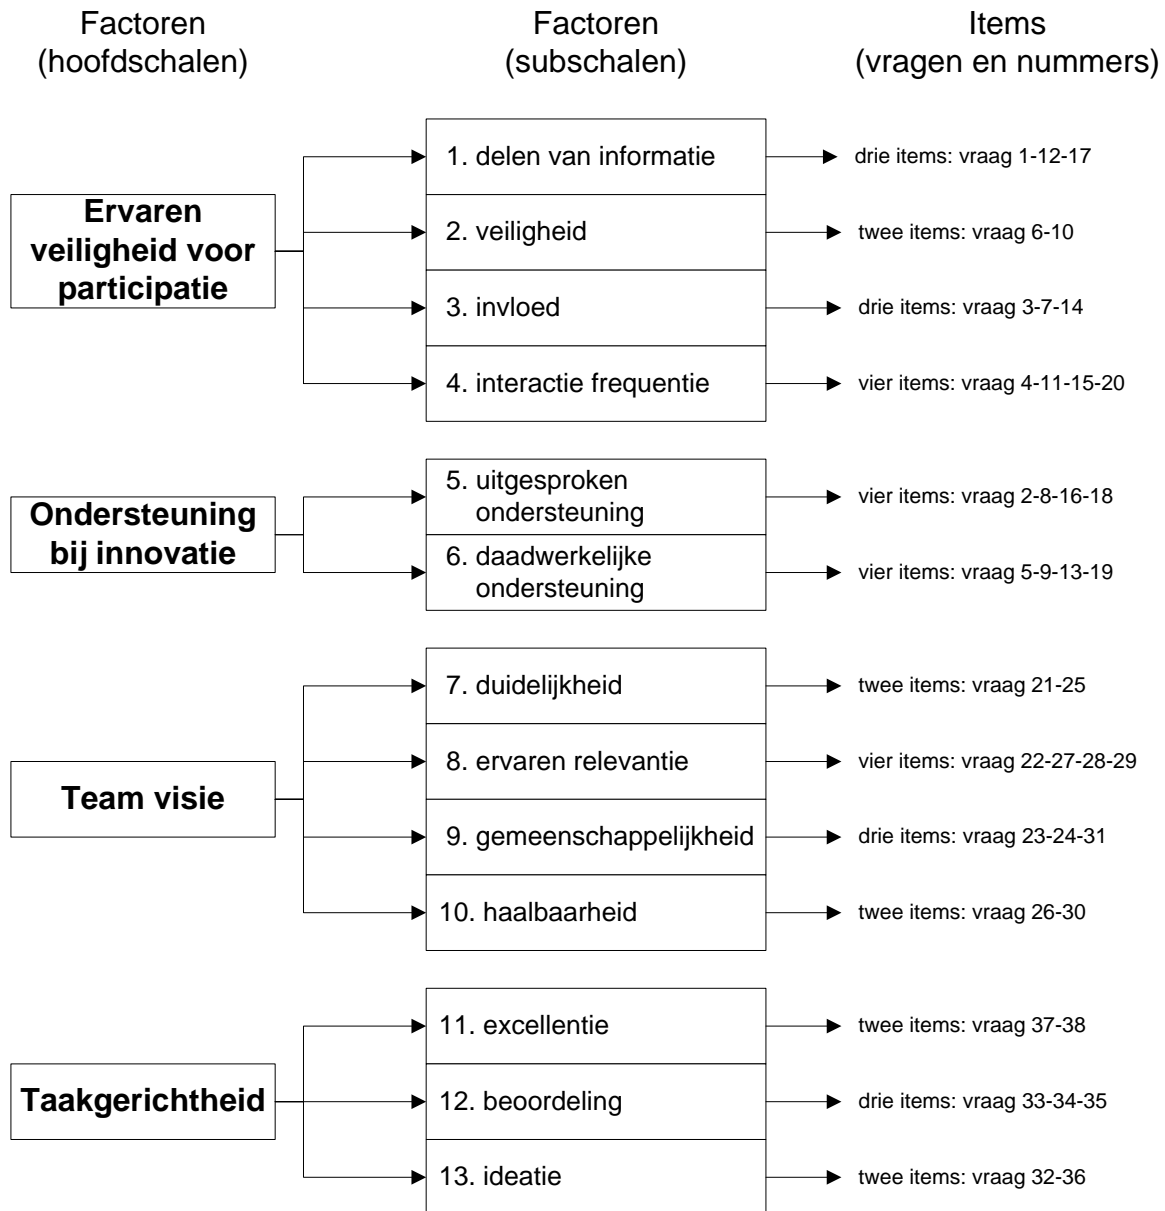 Factoren
(hoofdschalen)
Factoren
(subschalen)
Items
(vragen en nummers)
Ervaren
veiligheid voor
participatie
1. delen van informatie
drie items: vraag 1-12-17
2. veiligheid
twee items: vraag 6-10
3. invloed
drie items: vraag 3-7-14
4. interactie frequentie
vier items: vraag 4-11-15-20
Ondersteuning
bij innovatie
5. uitgesproken
ondersteuning
vier items: vraag 2-8-16-18
6. daadwerkelijke
ondersteuning
vier items: vraag 5-9-13-19
Team visie
7. duidelijkheid
twee items: vraag 21-25
8. ervaren relevantie
vier items: vraag 22-27-28-29
9. gemeenschappelijkheid
drie items: vraag 23-24-31
10. haalbaarheid
twee items: vraag 26-30
Taakgerichtheid
11. excellentie
twee items: vraag 37-38
12. beoordeling
drie items: vraag 33-34-35
13. ideatie
twee items: vraag 32-36